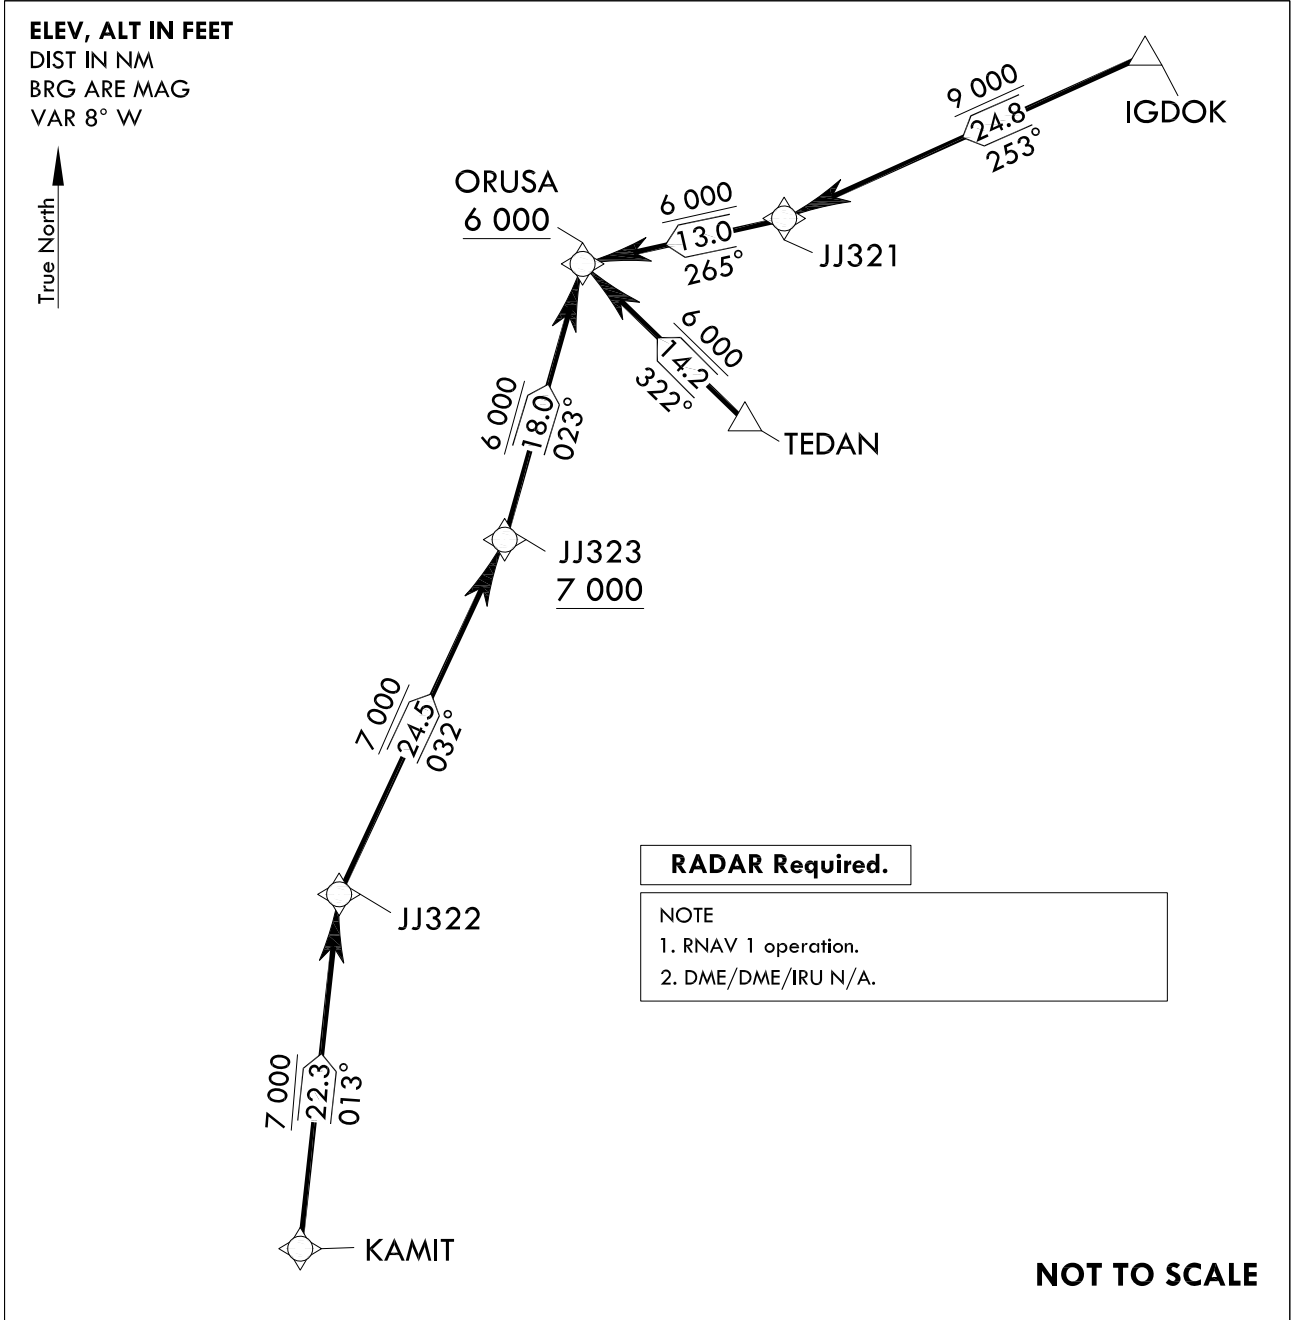 ELEV, ALT IN FEET
DIST IN NM
BRG ARE MAG
VAR 8° W
True North
IGDOK
9 000
24.8
253°
ORUSA
6 000
6 000
13.0
265°
JJ321
6 000
14.2
322°
TEDAN
6 000
18.0
023°
JJ323
7 000
7 000
24.5
032°
JJ322
RADAR Required.
NOTE
1. RNAV 1 operation.
2. DME/DME/IRU N/A.
7 000
22.3
013°
KAMIT
NOT TO SCALE